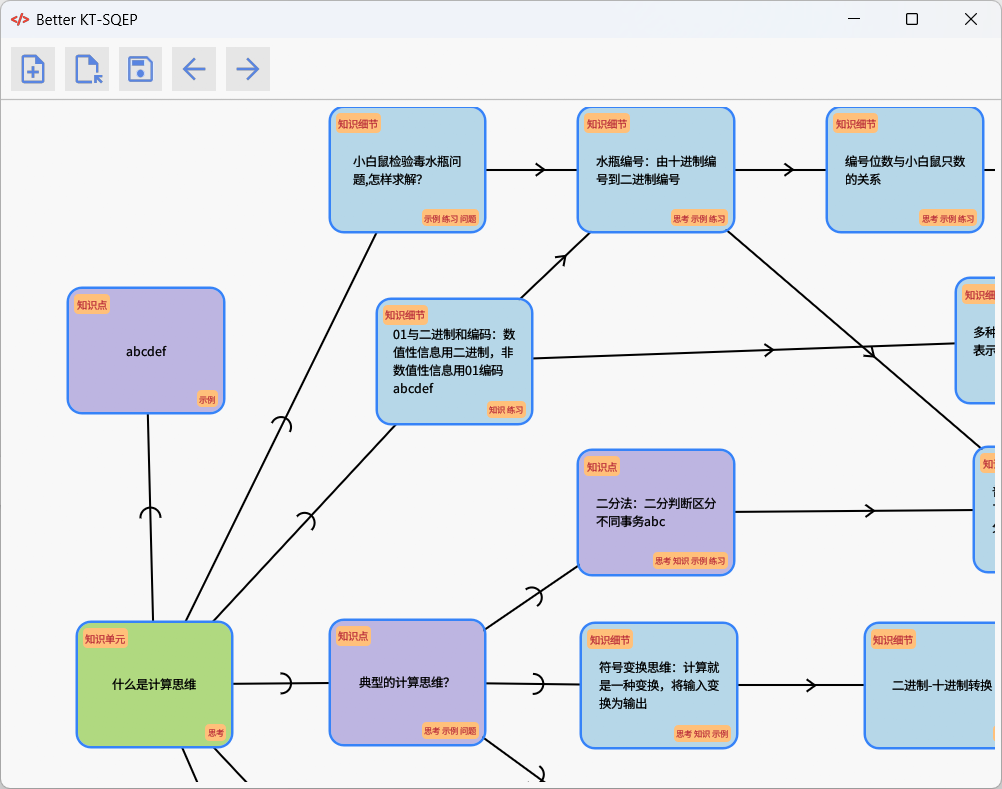 Better KT-SQEP
知识细节
小白鼠检验毒水瓶问
题,怎样求解?
示例 练习 问题
知识细节
水瓶编号：由十进制编
号到二进制编号
思考 示例 练习
知识细节
编号位数与小白鼠只数
的关系
思考 示例 练习
知识点
abcdef
示例
知识细节
01与二进制和编码：数
值性信息用二进制，非
数值性信息用01编码
abcdef
知识 练习
知识细
多种
表示
知识点
二分法：二分判断区分
不同事务abc
思考 知识 示例 练习
知
知识单元
什么是计算思维
思考
知识点
典型的计算思维?
思考 示例 问题
知识细节
符号变换思维：计算就
是一种变换，将输入变
换为输出
思考 知识 示例
知识细节
二进制-十进制转换